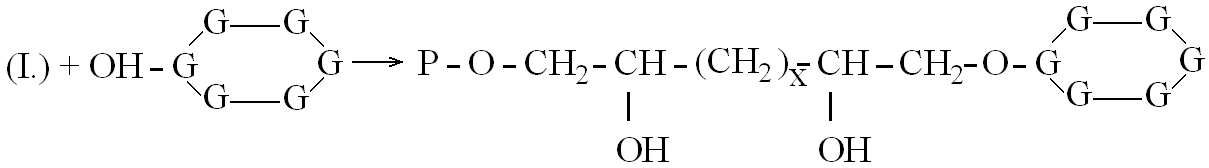 G—G G—G
(I.) + OH-G G → P-O-CH₂-CH-(CH₂)ₓ-CH-CH₂-O-G G
G—G G—G
OH OH